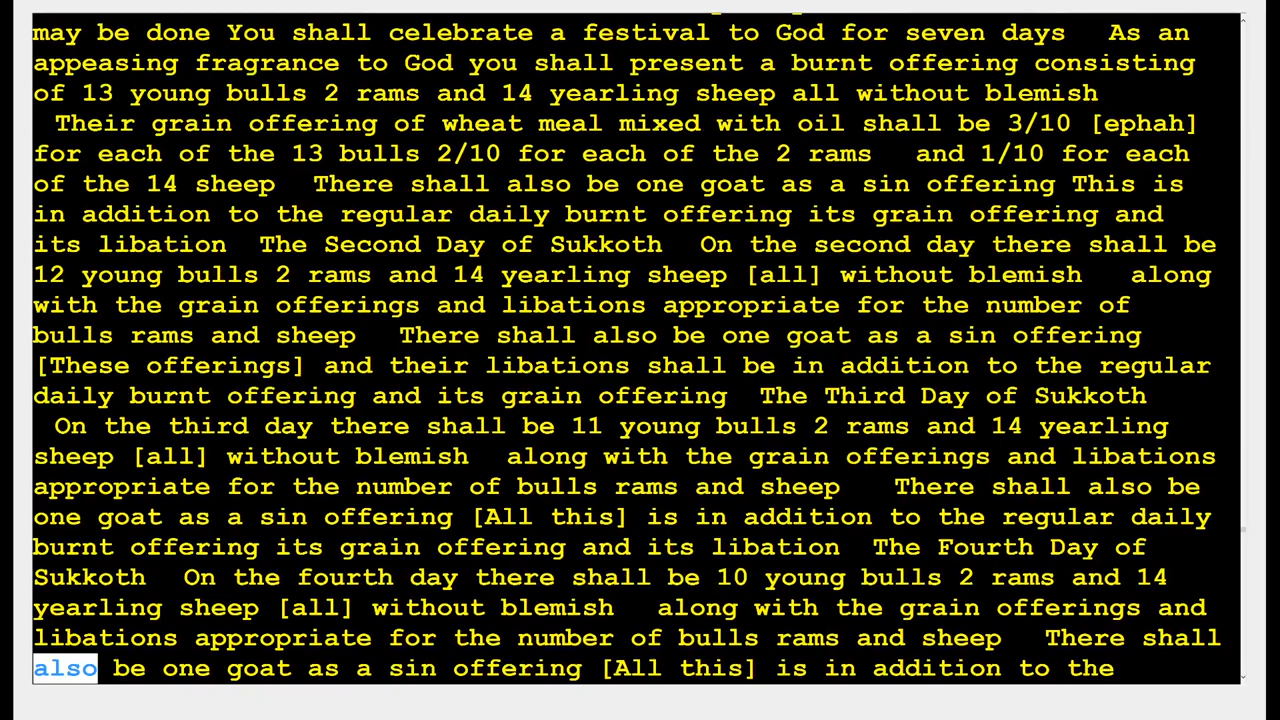 may be done You shall celebrate a festival to God for seven days As an
appeasing fragrance to God you shall present a burnt offering consisting
of 13 young bulls 2 rams and 14 yearling sheep all without blemish
Their grain offering of wheat meal mixed with oil shall be 3/10 [ephah]
for each of the 13 bulls 2/10 for each of the 2 rams and 1/10 for each
of the 14 sheep There shall also be one goat as a sin offering This is
in addition to the regular daily burnt offering its grain offering and
its libation The Second Day of Sukkoth On the second day there shall be
12 young bulls 2 rams and 14 yearling sheep [all] without blemish along
with the grain offerings and libations appropriate for the number of
bulls rams and sheep There shall also be one goat as a sin offering
[These offerings] and their libations shall be in addition to the regular
daily burnt offering and its grain offering The Third Day of Sukkoth
On the third day there shall be 11 young bulls 2 rams and 14 yearling
sheep [all] without blemish along with the grain offerings and libations
appropriate for the number of bulls rams and sheep There shall also be
one goat as a sin offering [All this] is in addition to the regular daily
burnt offering its grain offering and its libation The Fourth Day of
Sukkoth On the fourth day there shall be 10 young bulls 2 rams and 14
yearling sheep [all] without blemish along with the grain offerings and
libations appropriate for the number of bulls rams and sheep There shall
also be one goat as a sin offering [All this] is in addition to the